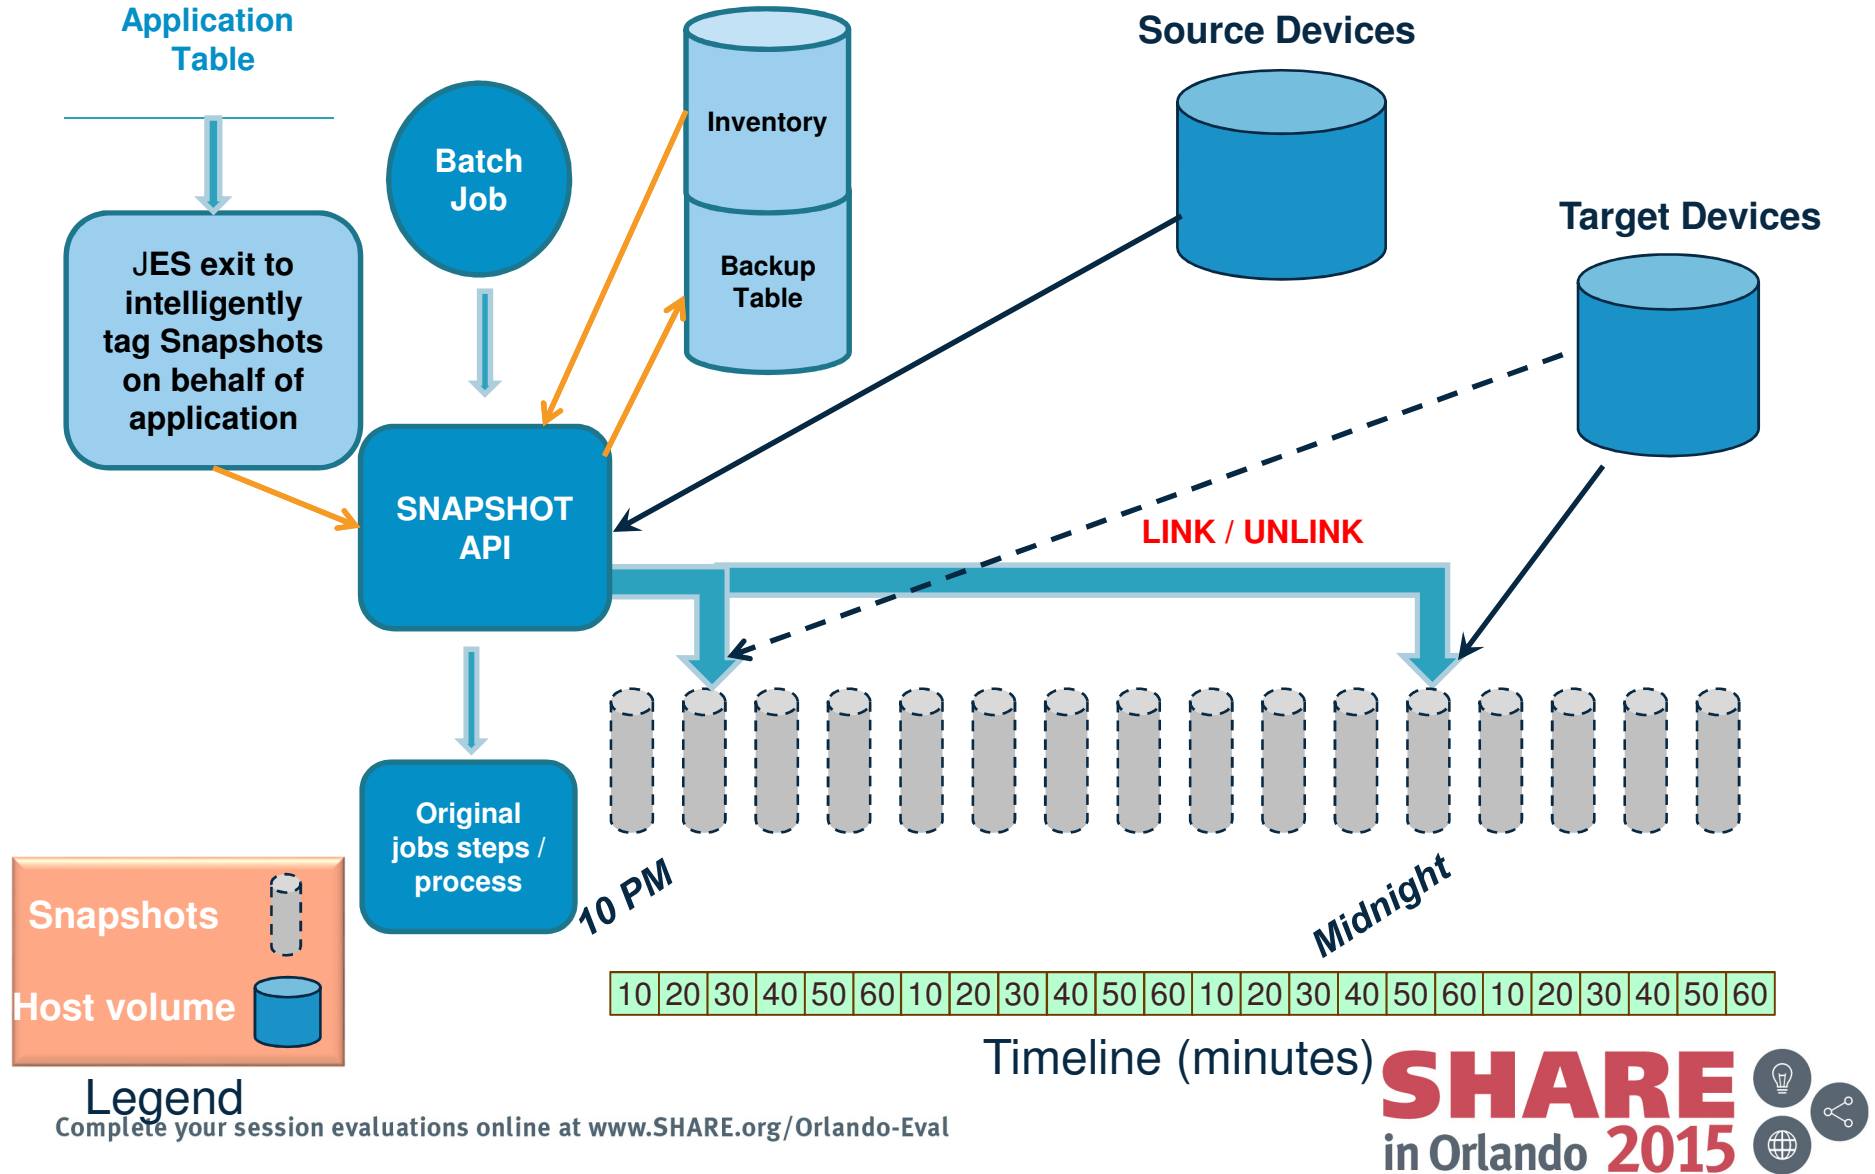 Application
Table
Source Devices
Inventory
Batch
Job
Target Devices
JES exit to
intelligently
tag Snapshots
on behalf of
application
Backup
Table
SNAPSHOT
API
LINK / UNLINK
Original
jobs steps /
process
10 PM
Midnight
Snapshots
Host volume
10 20 30 40 50 60 10 20 30 40 50 60 10 20 30 40 50 60 10 20 30 40 50 60
Timeline (minutes)
Legend
Complete your session evaluations online at www.SHARE.org/Orlando-Eval
SHARE
in Orlando 2015